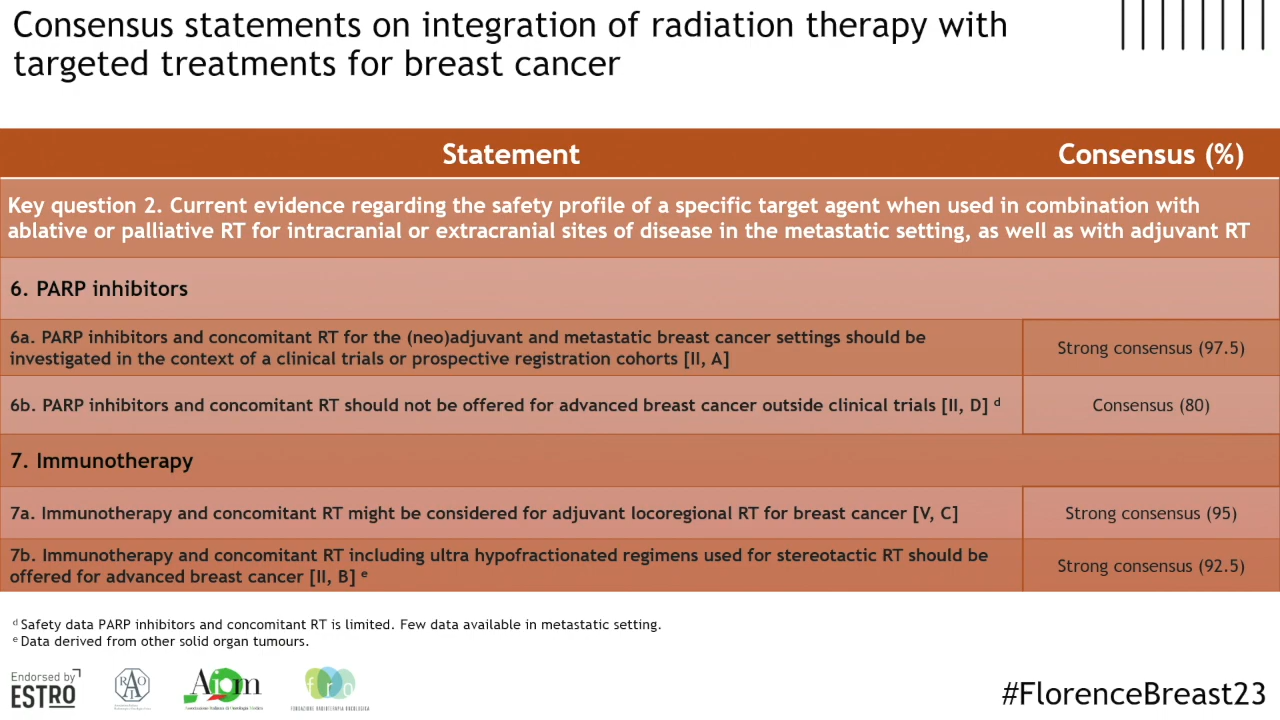 Consensus statements on integration of radiation therapy with
targeted treatments for breast cancer
Statement
Consensus (%)
Key question 2. Current evidence regarding the safety profile of a specific target agent when used in combination with
ablative or palliative RT for intracranial or extracranial sites of disease in the metastatic setting, as well as with adjuvant RT
6. PARP inhibitors
6a. PARP inhibitors and concomitant RT for the (neo)adjuvant and metastatic breast cancer settings should be
investigated in the context of a clinical trials or prospective registration cohorts [II, A]
Strong consensus (97.5)
6b. PARP inhibitors and concomitant RT should not be offered for advanced breast cancer outside clinical trials [II, D] d
Consensus (80)
7. Immunotherapy
7a. Immunotherapy and concomitant RT might be considered for adjuvant locoregional RT for breast cancer [V, C]
Strong consensus (95)
7b. Immunotherapy and concomitant RT including ultra hypofractionated regimens used for stereotactic RT should be
offered for advanced breast cancer [II, B] e
Strong consensus (92.5)
d Safety data PARP inhibitors and concomitant RT is limited. Few data available in metastatic setting.
e Data derived from other solid organ tumours.
Endorsed by
ESTRO
Aiom
fro
FONDAZIONE RADIOTERAPIA ONCOLOGICA
#FlorenceBreast23